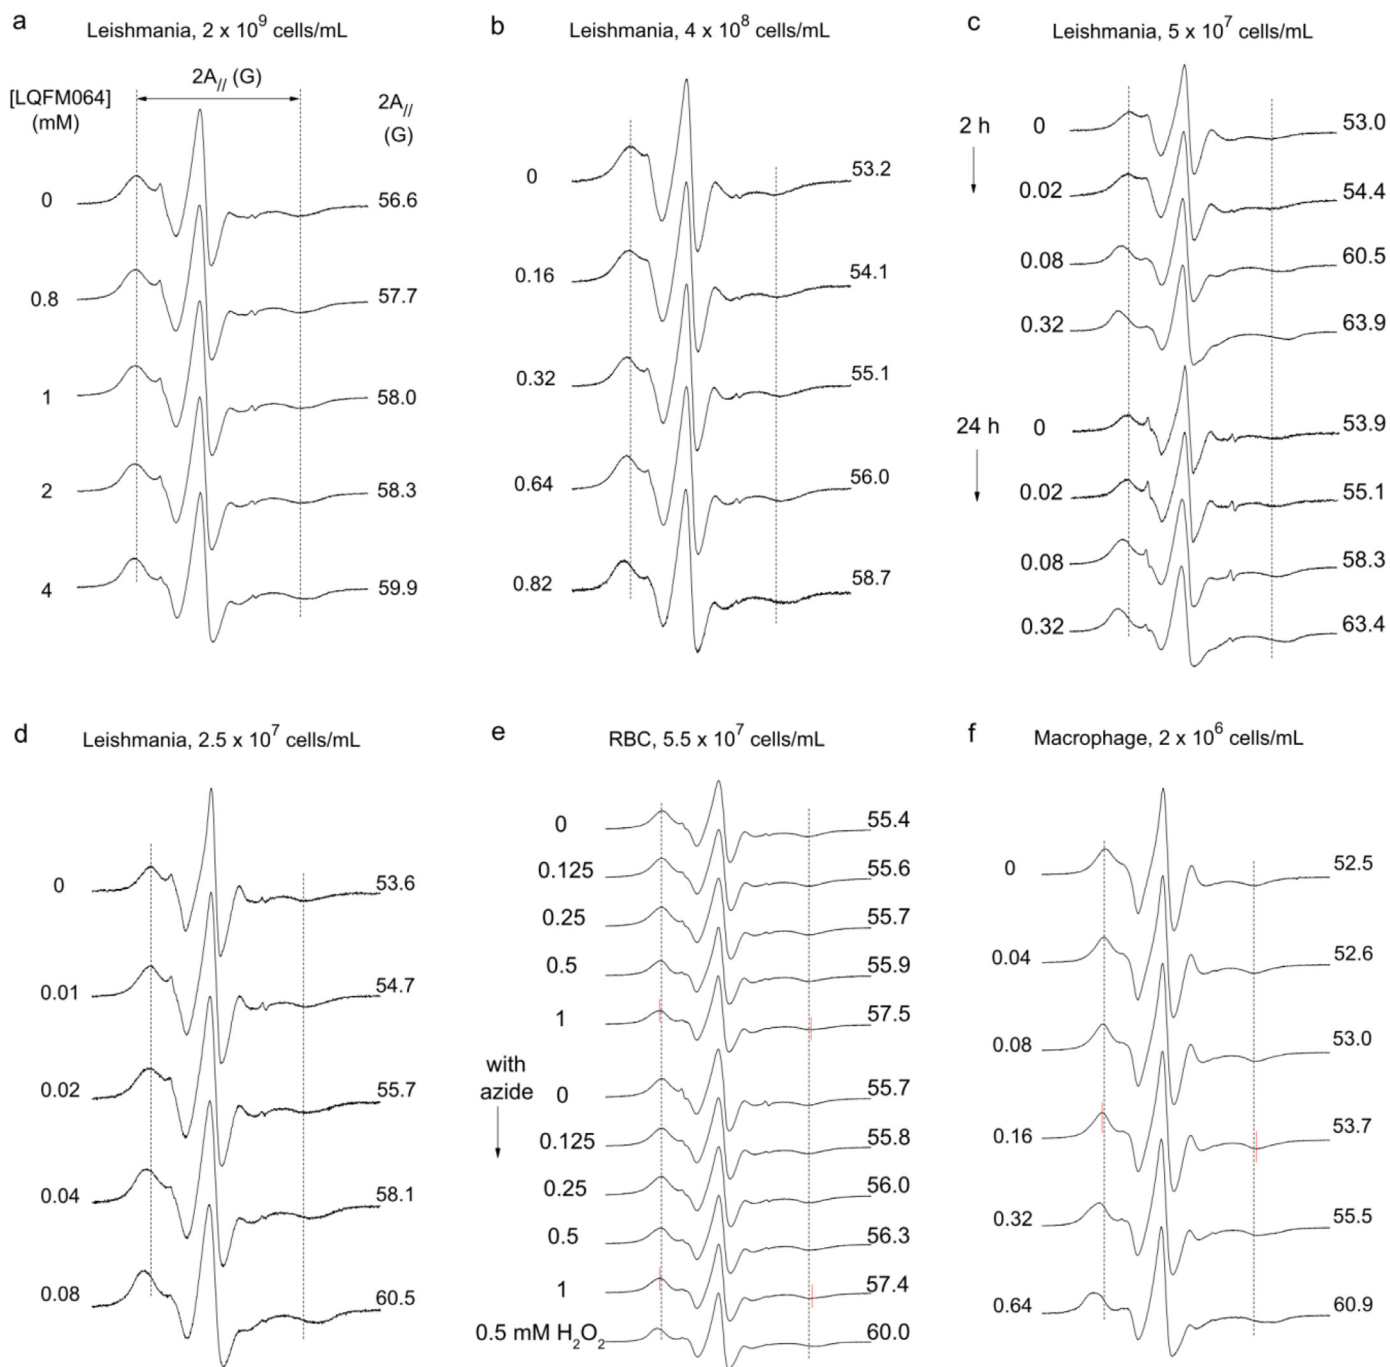 a
Leishmania, 2 x 10⁹ cells/mL
[LQFM064]
(mM)
2A// (G)
2A//
(G)
0 56.6
0.8 57.7
1 58.0
2 58.3
4 59.9
b
Leishmania, 4 x 10⁸ cells/mL
0 53.2
0.16 54.1
0.32 55.1
0.64 56.0
0.82 58.7
c
Leishmania, 5 x 10⁷ cells/mL
2 h
0 53.0
0.02 54.4
0.08 60.5
0.32 63.9
24 h
0 53.9
0.02 55.1
0.08 58.3
0.32 63.4
d
Leishmania, 2.5 x 10⁷ cells/mL
0 53.6
0.01 54.7
0.02 55.7
0.04 58.1
0.08 60.5
e
RBC, 5.5 x 10⁷ cells/mL
0 55.4
0.125 55.6
0.25 55.7
0.5 55.9
1 57.5
with
azide
0 55.7
0.125 55.8
0.25 56.0
0.5 56.3
1 57.4
0.5 mM H₂O₂ 60.0
f
Macrophage, 2 x 10⁶ cells/mL
0 52.5
0.04 52.6
0.08 53.0
0.16 53.7
0.32 55.5
0.64 60.9